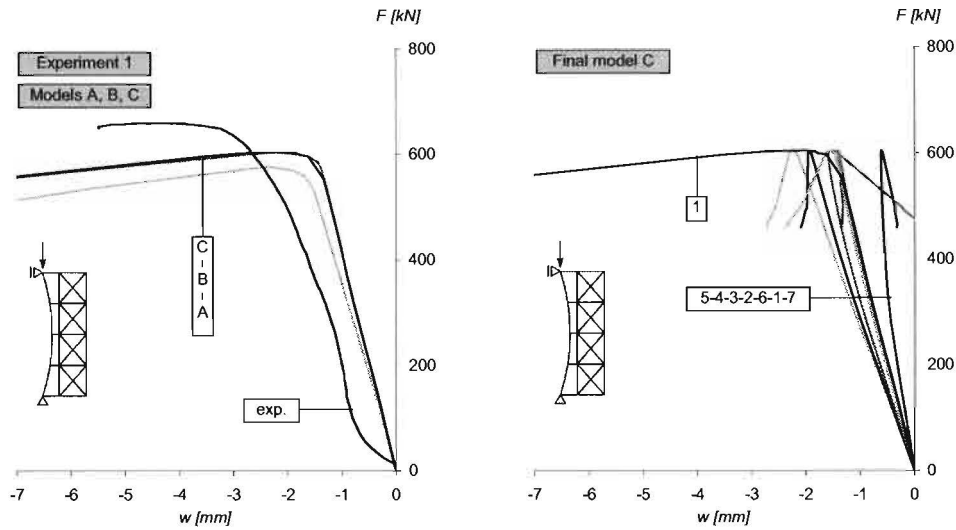 F [kN]
800
Experiment 1
Models A, B, C
600
C
–
B
–
A
400
200
exp.
0
-7 -6 -5 -4 -3 -2 -1 0
w [mm]
F [kN]
800
Final model C
600
1
400
5-4-3-2-6-1-7
200
0
-7 -6 -5 -4 -3 -2 -1 0
w [mm]